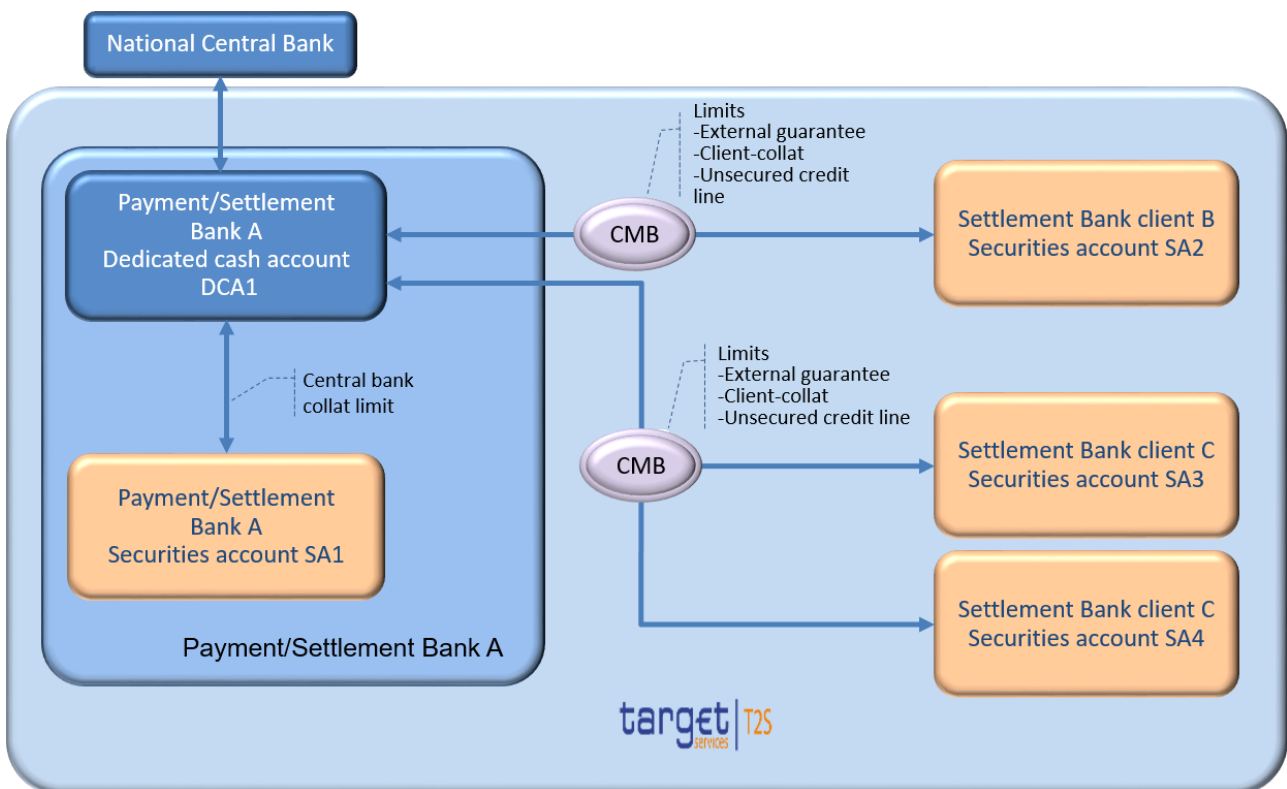 National Central Bank
Limits
-External guarantee
-Client-collat
-Unsecured credit
line
Payment/Settlement
Bank A
Dedicated cash account
DCA1
CMB
Settlement Bank client B
Securities account SA2
Central bank
collat limit
Limits
-External guarantee
-Client-collat
-Unsecured credit line
CMB
Settlement Bank client C
Securities account SA3
Payment/Settlement
Bank A
Securities account SA1
Settlement Bank client C
Securities account SA4
Payment/Settlement Bank A
target services | T2S